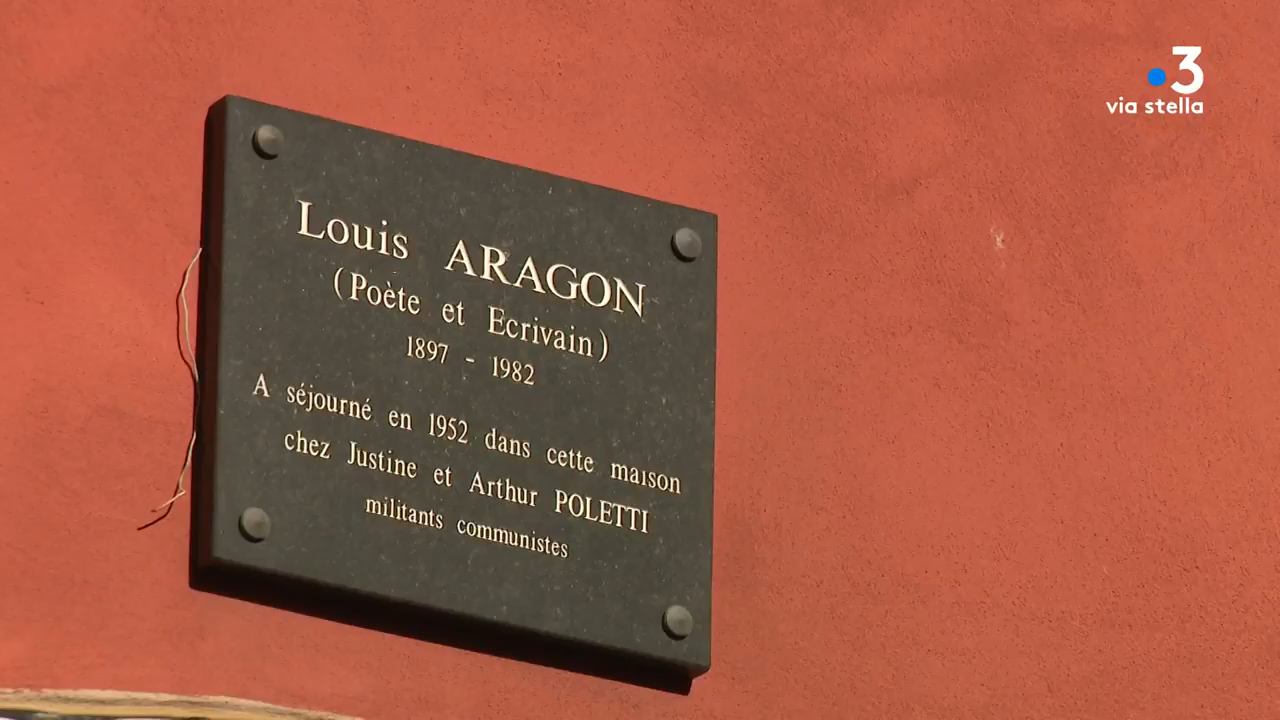 3
via stella
Louis ARAGON
(Poète et Ecrivain)
1897 - 1982
A séjourné en 1952 dans cette maison
chez Justine et Arthur POLETTI
militants communistes